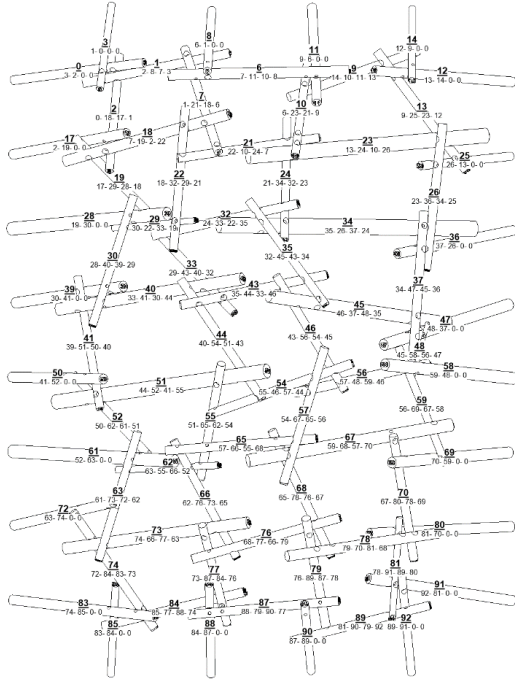 3
1- 0- 0- 0
8
6- 1- 0- 0
11
9- 6- 0- 0
14
12- 9- 0- 0
0
3- 2- 0- 0
1
2- 8- 7- 3
6
7- 11- 10- 8
9
14- 10- 11- 13
12
13- 14- 0- 0
7
1- 21- 18- 6
2
0- 18- 17- 1
10
6- 23- 21- 9
13
9- 25- 23- 12
17
2- 19- 0- 0
18
7- 19- 2- 22
21
22- 10- 24- 7
23
13- 24- 10- 26
25
26- 13- 0- 0
19
17- 29- 28- 18
22
18- 32- 29- 21
24
21- 34- 32- 23
26
23- 36- 34- 25
28
19- 30- 0- 0
29
30- 22- 33- 19
32
24- 33- 22- 35
34
35- 26- 37- 24
36
37- 26- 0- 0
30
28- 40- 39- 29
33
29- 43- 40- 32
35
32- 45- 43- 34
37
34- 47- 45- 36
39
30- 41- 0- 0
40
33- 41- 30- 44
43
35- 44- 33- 46
45
46- 37- 48- 35
47
48- 37- 0- 0
41
39- 51- 50- 40
44
40- 54- 51- 43
46
43- 56- 54- 45
48
45- 58- 56- 47
50
41- 52- 0- 0
51
44- 52- 41- 55
54
55- 46- 57- 44
56
57- 48- 59- 46
58
59- 48- 0- 0
52
50- 62- 61- 51
55
51- 65- 62- 54
57
54- 67- 65- 56
59
56- 69- 67- 58
61
52- 63- 0- 0
62
63- 55- 66- 52
65
57- 66- 55- 68
67
59- 68- 57- 70
69
70- 59- 0- 0
63
61- 73- 72- 62
66
62- 76- 73- 65
68
65- 78- 76- 67
70
67- 80- 78- 69
72
63- 74- 0- 0
73
74- 66- 77- 63
76
68- 77- 66- 79
78
79- 70- 81- 68
80
81- 70- 0- 0
74
72- 84- 83- 73
77
73- 87- 84- 76
79
76- 89- 87- 78
81
78- 91- 89- 80
83
74- 85- 0- 0
84
85- 77- 88- 74
87
88- 79- 90- 77
89
81- 90- 79- 92
91
92- 81- 0- 0
85
83- 84- 0- 0
88
84- 87- 0- 0
90
87- 89- 0- 0
92
89- 91- 0- 0